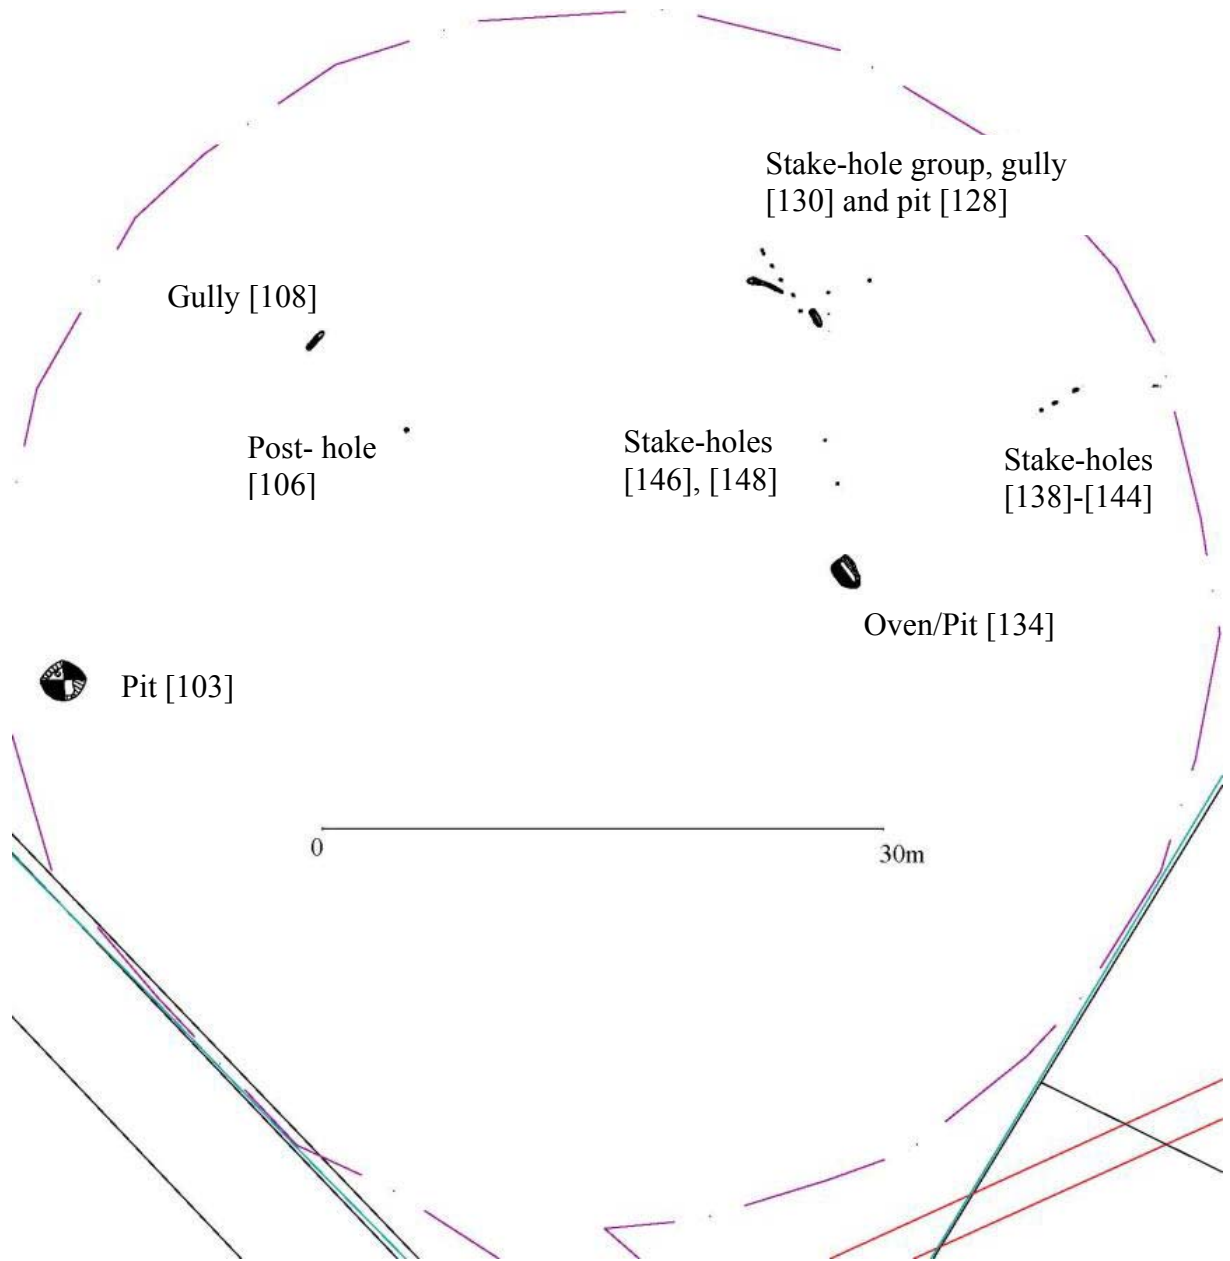 Stake-hole group, gully
[130] and pit [128]
Gully [108]
Post- hole
[106]
Stake-holes
[146], [148]
Stake-holes
[138]-[144]
Oven/Pit [134]
Pit [103]
0
30m